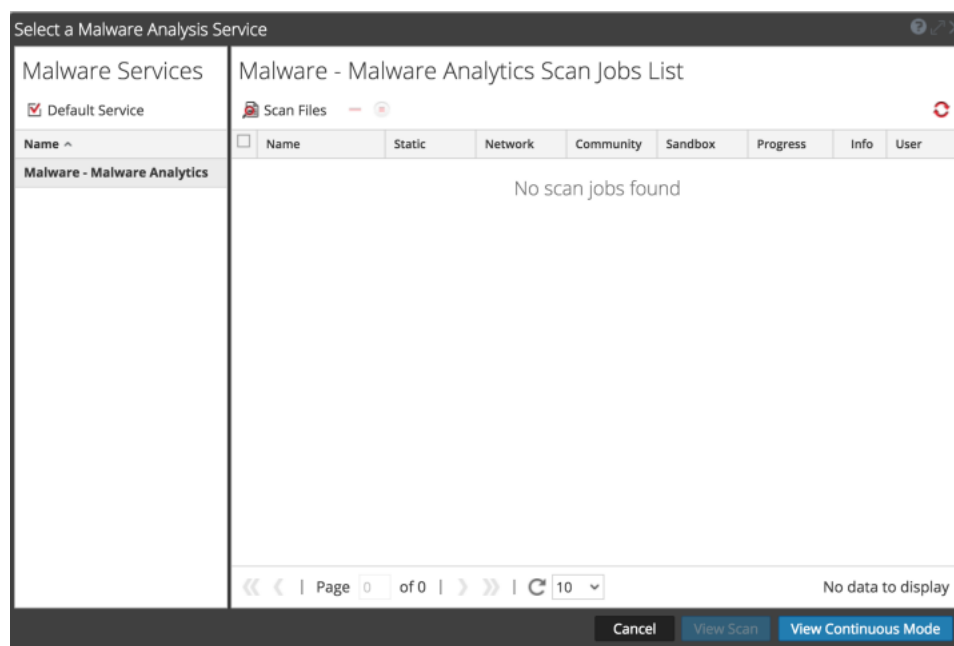 Select a Malware Analysis Service
Malware Services
Default Service
Name
Malware - Malware Analytics
Malware - Malware Analytics Scan Jobs List
Scan Files
Name Static Network Community Sandbox Progress Info User
No scan jobs found
Page 0 of 0 | 10
No data to display
Cancel View Scan View Continuous Mode